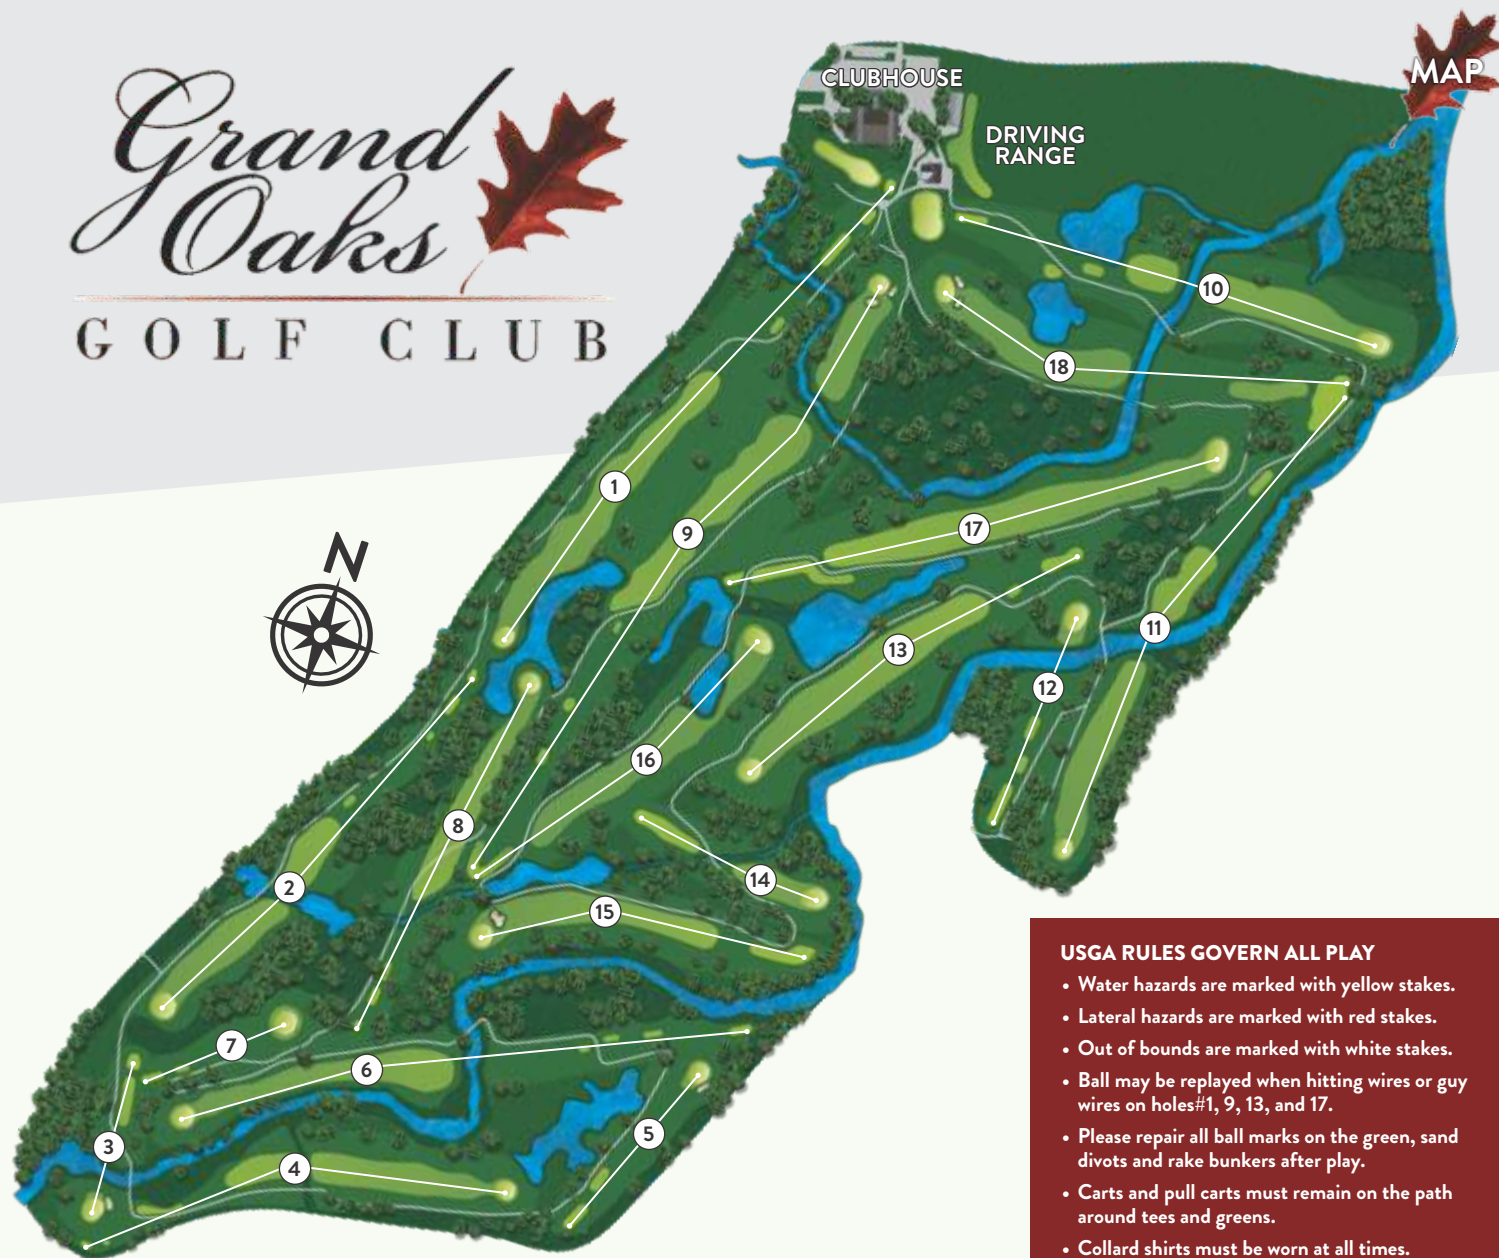 Grand
Oaks
GOLF CLUB
MAP
CLUBHOUSE
DRIVING
RANGE
10
18
1
9
17
N
11
13
12
16
8
14
2
15
7
6
5
3
4
USGA RULES GOVERN ALL PLAY
• Water hazards are marked with yellow stakes.
• Lateral hazards are marked with red stakes.
• Out of bounds are marked with white stakes.
• Ball may be replayed when hitting wires or guy
wires on holes#1, 9, 13, and 17.
• Please repair all ball marks on the green, sand
divots and rake bunkers after play.
• Carts and pull carts must remain on the path
around tees and greens.
• Collard shirts must be worn at all times.